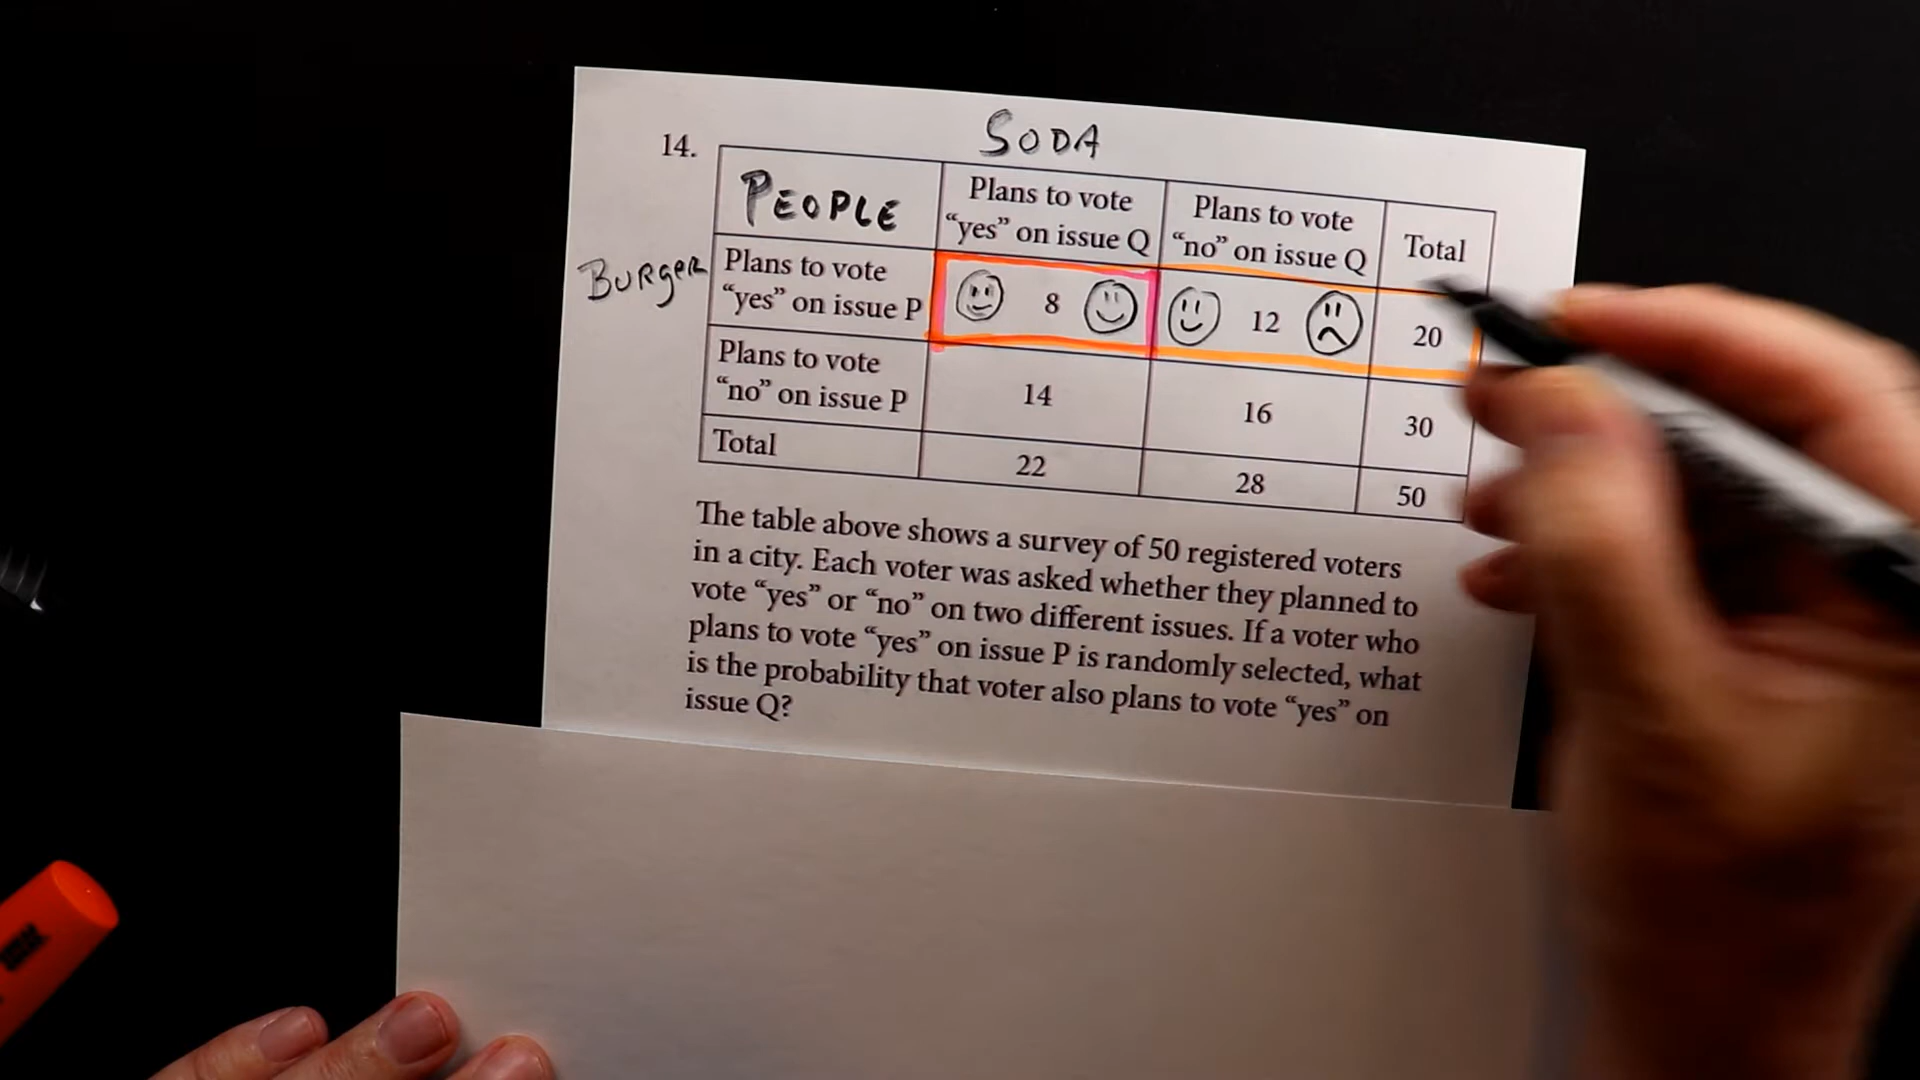 SODA
14.
PEOPLE
Plans to vote
"yes" on issue Q
Plans to vote
"no" on issue Q
Total
Burger
Plans to vote
"yes" on issue P
8
12
20
Plans to vote
"no" on issue P
14
16
30
Total
22
28
50
The table above shows a survey of 50 registered voters
in a city. Each voter was asked whether they planned to
vote "yes" or "no" on two different issues. If a voter who
plans to vote "yes" on issue P is randomly selected, what
is the probability that voter also plans to vote "yes" on
issue Q?